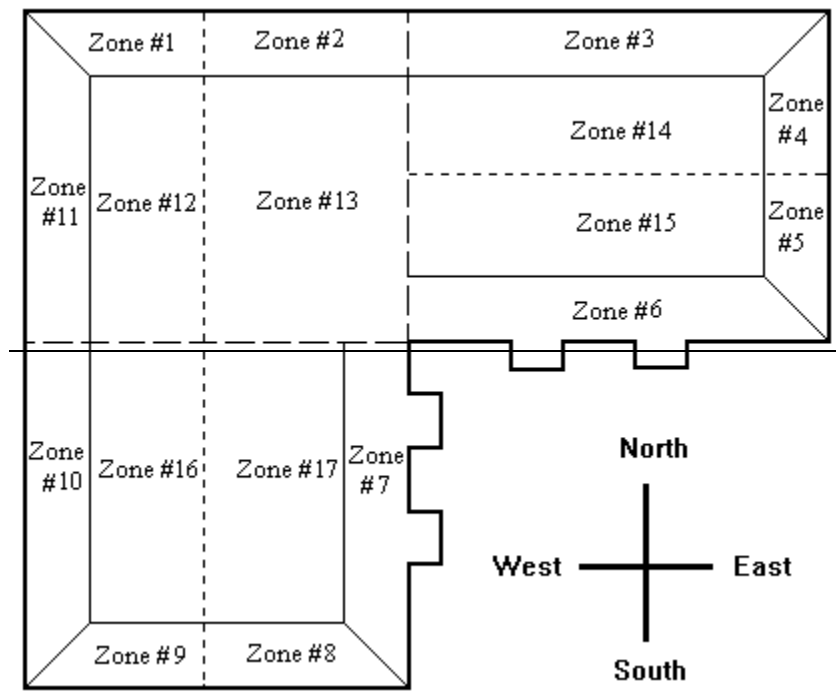 Zone #1
Zone #2
Zone #3
Zone
#4
Zone #14
Zone
#11
Zone #12
Zone #13
Zone #15
Zone
#5
Zone #6
Zone
#10
Zone #16
Zone #17
Zone
#7
North
West
East
South
Zone #9
Zone #8